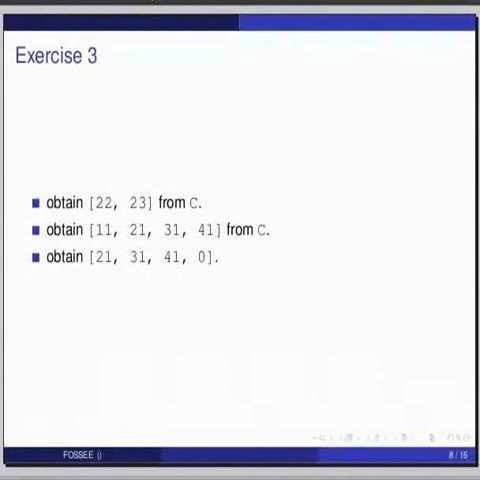 Exercise 3
obtain [22, 23] from C.
obtain [11, 21, 31, 41] from C.
obtain [21, 31, 41, 0].
FOSSEE ()
8 / 16